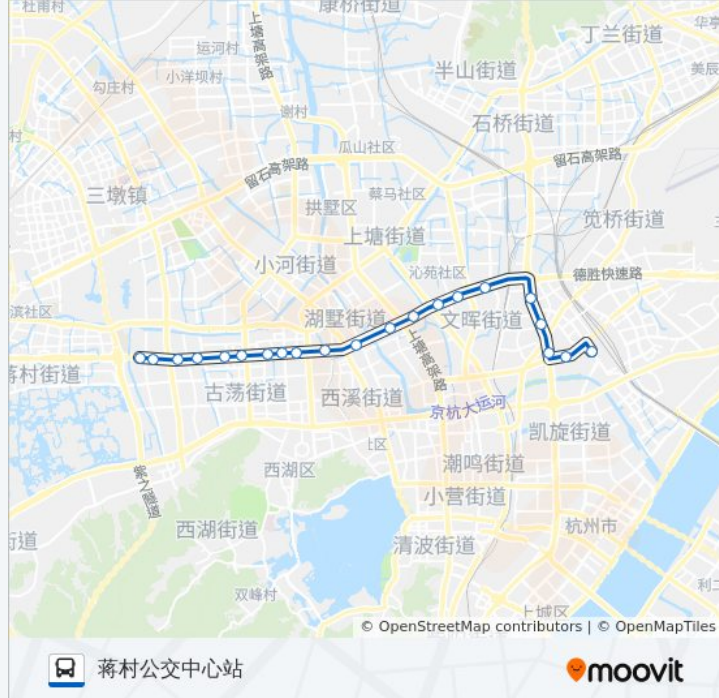 杜甫村
上塘高架路
康桥街道
丁兰街道
运河村
小洋坝村
半山街道
勾庄村
谢村
石桥街道
村
瓜山社区
留石高架路
留石高架路
三墩镇
蔡马社区
拱墅区
笕桥街道
上塘街道
小河街道
沁苑社区
德胜快速路
滨社区
湖墅街道
文晖街道
上塘高架路
蒋村街道
古荡街道
西溪街道
京杭大运河
凯旋街道
西湖区
潮鸣街道
紫之隧道
小营街道
西湖街道
杭州市
街道
清波街道
利二
双峰村
上城区
© OpenStreetMap contributors | © OpenMapTiles
蒋村公交中心站
moovit